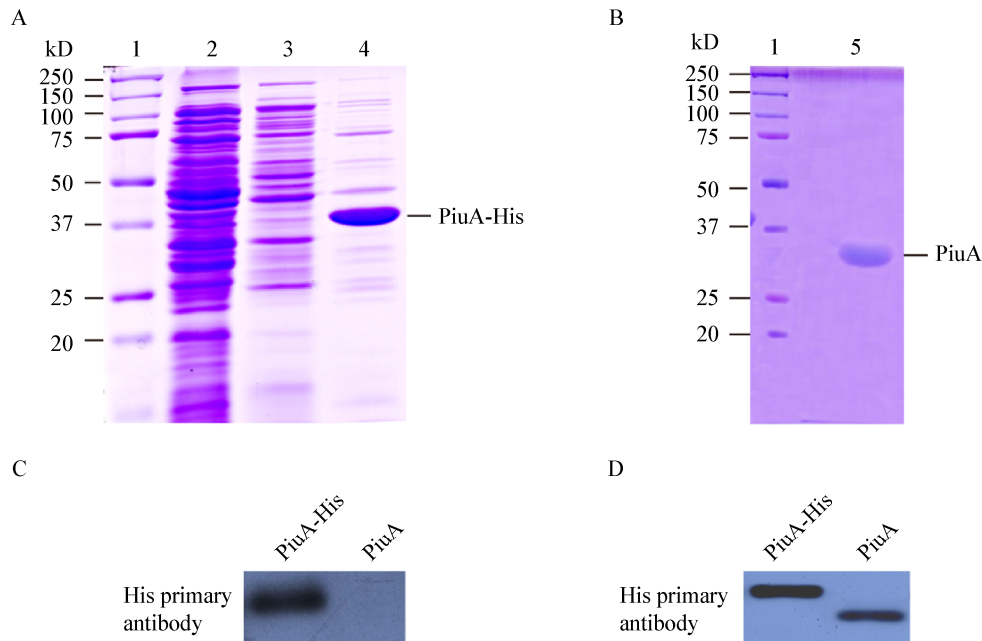 A
kD 1 2 3 4
250
150
100
75
50
37
25
20
PiuA-His
B
kD 1 5
250
150
100
75
50
37
25
20
PiuA
C
PiuA-His PiuA
His primary
antibody
D
PiuA-His PiuA
His primary
antibody